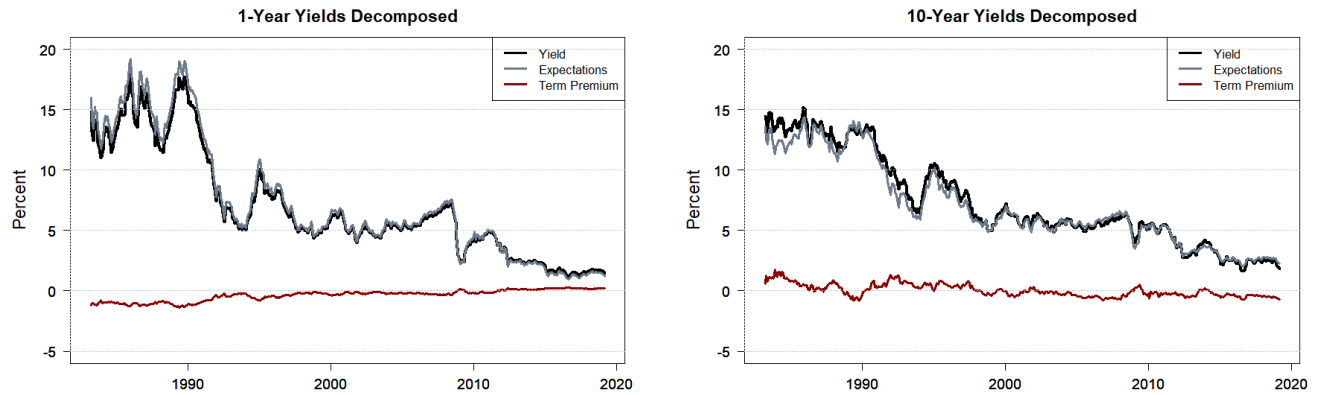 1-Year Yields Decomposed
Percent
20
15
10
5
0
-5
Yield
Expectations
Term Premium
1990
2000
2010
2020
10-Year Yields Decomposed
Percent
20
15
10
5
0
-5
Yield
Expectations
Term Premium
1990
2000
2010
2020